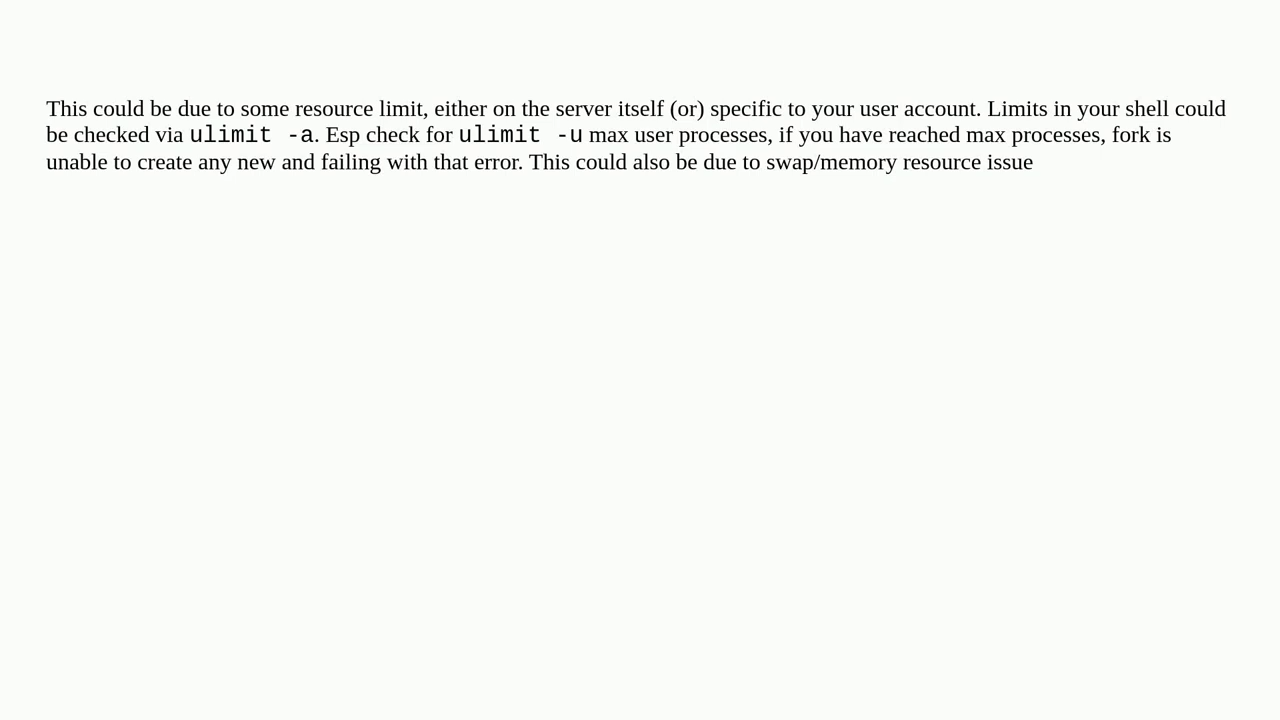 This could be due to some resource limit, either on the server itself (or) specific to your user account. Limits in your shell could
be checked via ulimit -a. Esp check for ulimit -u max user processes, if you have reached max processes, fork is
unable to create any new and failing with that error. This could also be due to swap/memory resource issue